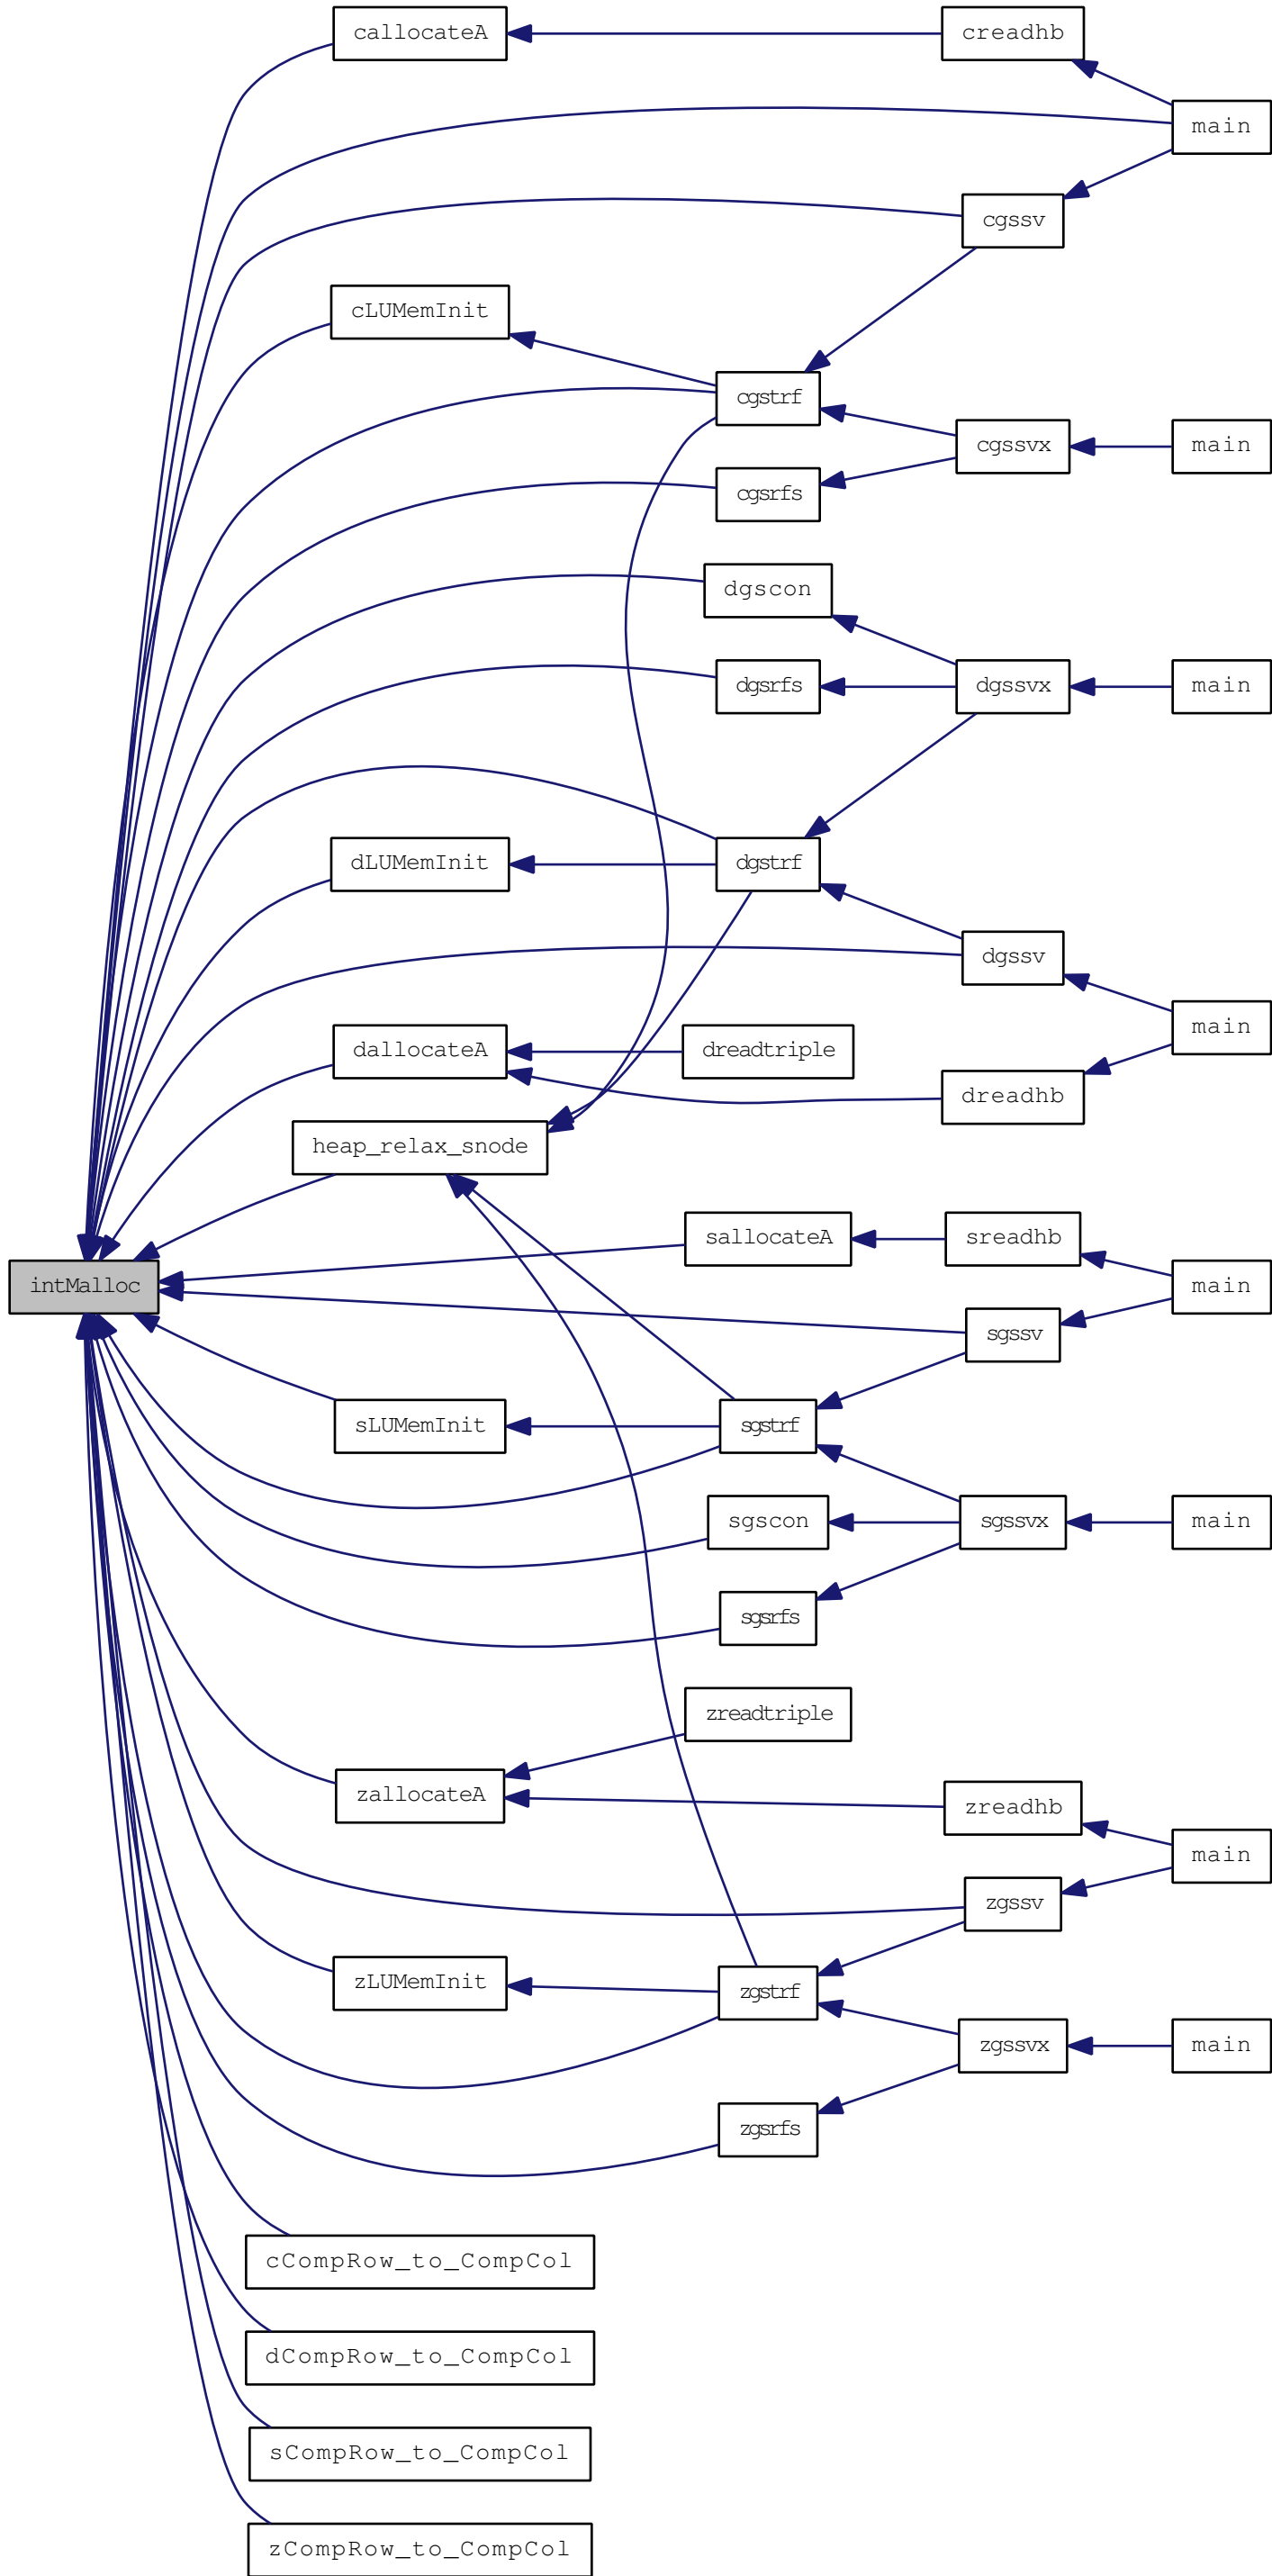 callocateA
creadhb
main
cgssv
cLUMemInit
cgstrf
cgssvx
main
cgsrfs
dgscon
dgsrfs
dgssvx
main
dLUMemInit
dgstrf
dgssv
main
dallocateA
dreadtriple
dreadhb
heap_relax_snode
sallocateA
sreadhb
main
intMalloc
sgssv
sLUMemInit
sgstrf
sgscon
sgssvx
main
sgsrfs
zreadtriple
zallocateA
zreadhb
main
zgssv
zLUMemInit
zgstrf
zgssvx
main
zgsrfs
cCompRow_to_CompCol
dCompRow_to_CompCol
sCompRow_to_CompCol
zCompRow_to_CompCol